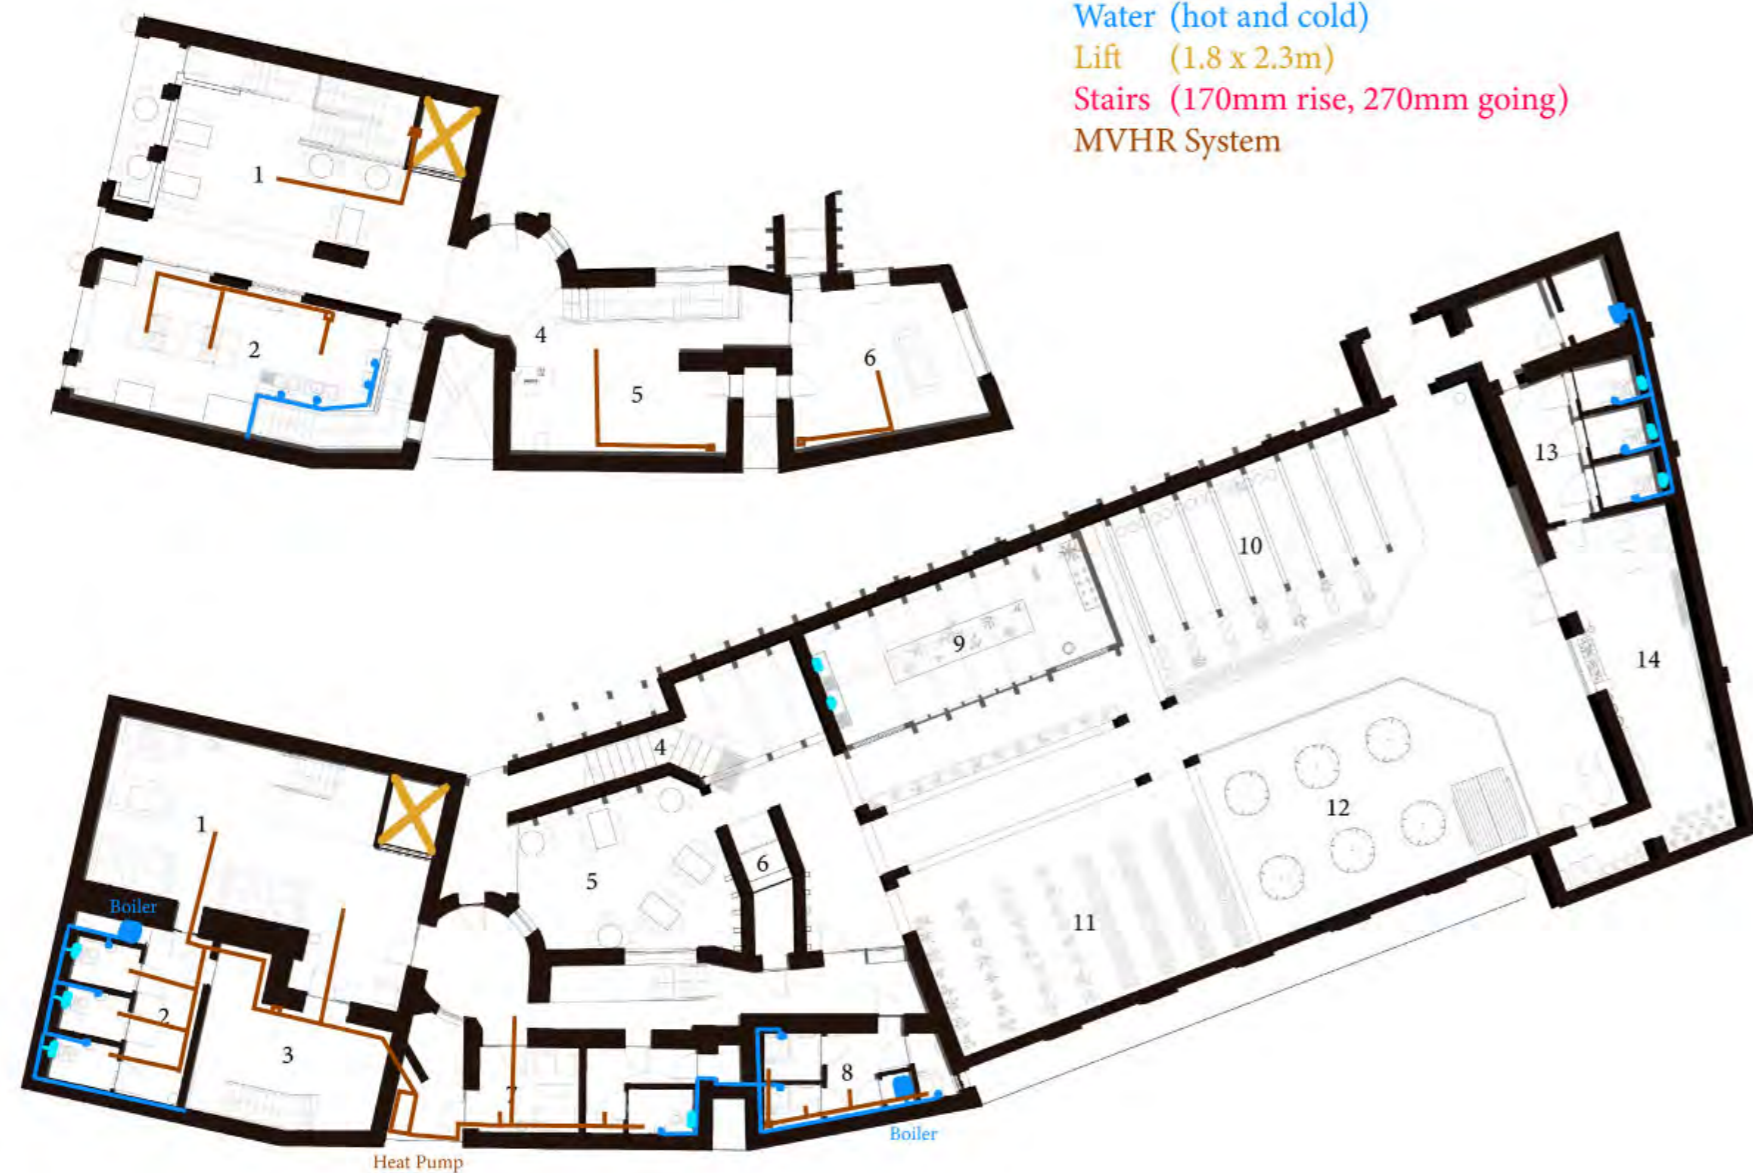 Water (hot and cold)
Lift (1.8 x 2.3m)
Stairs (170mm rise, 270mm going)
MVHR System
1
2
4
5
6
1
Boiler
2
3
4
5
6
7
8
9
10
11
12
13
14
Boiler
Heat Pump